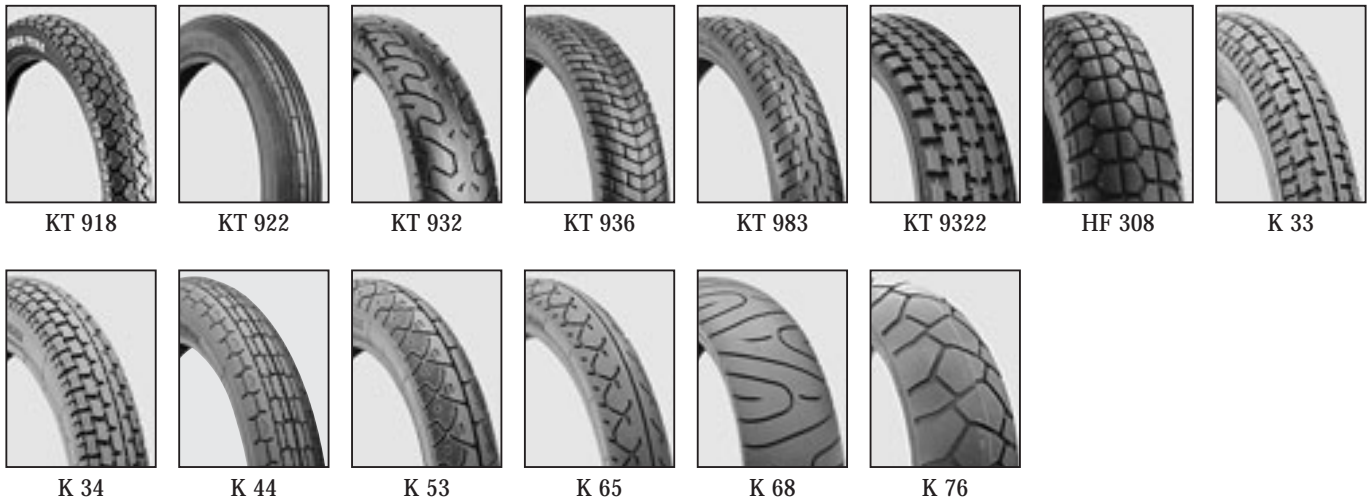 KT 918
KT 922
KT 932
KT 936
KT 983
KT 9322
HF 308
K 33
K 34
K 44
K 53
K 65
K 68
K 76